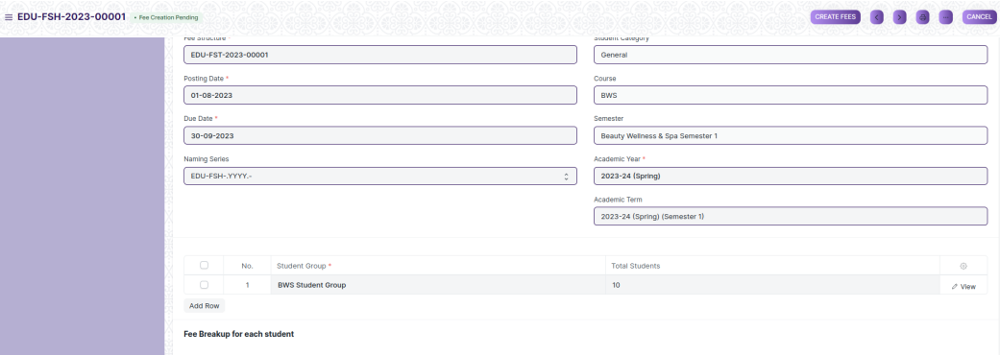 EDU-FSH-2023-00001 • Fee Creation Pending CREATE FEES ... CANCEL
Fee Structure * Student Category
EDU-FST-2023-00001 General
Posting Date * Course
01-08-2023 BWS
Due Date * Semester
30-09-2023 Beauty Wellness & Spa Semester 1
Naming Series Academic Year *
EDU-FSH-.YYYY.- 2023-24 (Spring)
Academic Term
2023-24 (Spring) (Semester 1)
No. Student Group * Total Students
1 BWS Student Group 10 View
Add Row
Fee Breakup for each student